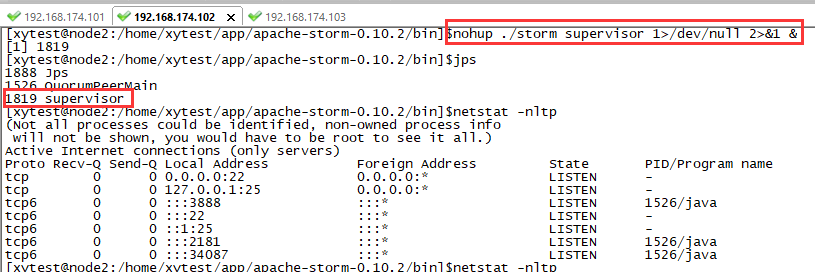 192.168.174.101 192.168.174.102 × 192.168.174.103
[xytest@node2:/home/xytest/app/apache-storm-0.10.2/bin]$nohup ./storm supervisor 1>/dev/null 2>&1 &
[1] 1819
[xytest@node2:/home/xytest/app/apache-storm-0.10.2/bin]$jps
1888 Jps
1526 QuorumPeerMain
1819 supervisor
[xytest@node2:/home/xytest/app/apache-storm-0.10.2/bin]$netstat -nltp
(Not all processes could be identified, non-owned process info
will not be shown, you would have to be root to see it all.)
Active Internet connections (only servers)
Proto Recv-Q Send-Q Local Address Foreign Address State PID/Program name
tcp 0 0 0.0.0.0:22 0.0.0.0:* LISTEN -
tcp 0 0 127.0.0.1:25 0.0.0.0:* LISTEN -
tcp6 0 0 :::3888 :::* LISTEN 1526/java
tcp6 0 0 :::22 :::* LISTEN -
tcp6 0 0 ::1:25 :::* LISTEN -
tcp6 0 0 :::2181 :::* LISTEN 1526/java
tcp6 0 0 :::34087 :::* LISTEN 1526/java
[xytest@node2:/home/xytest/app/apache-storm-0.10.2/bin]$netstat -nltp